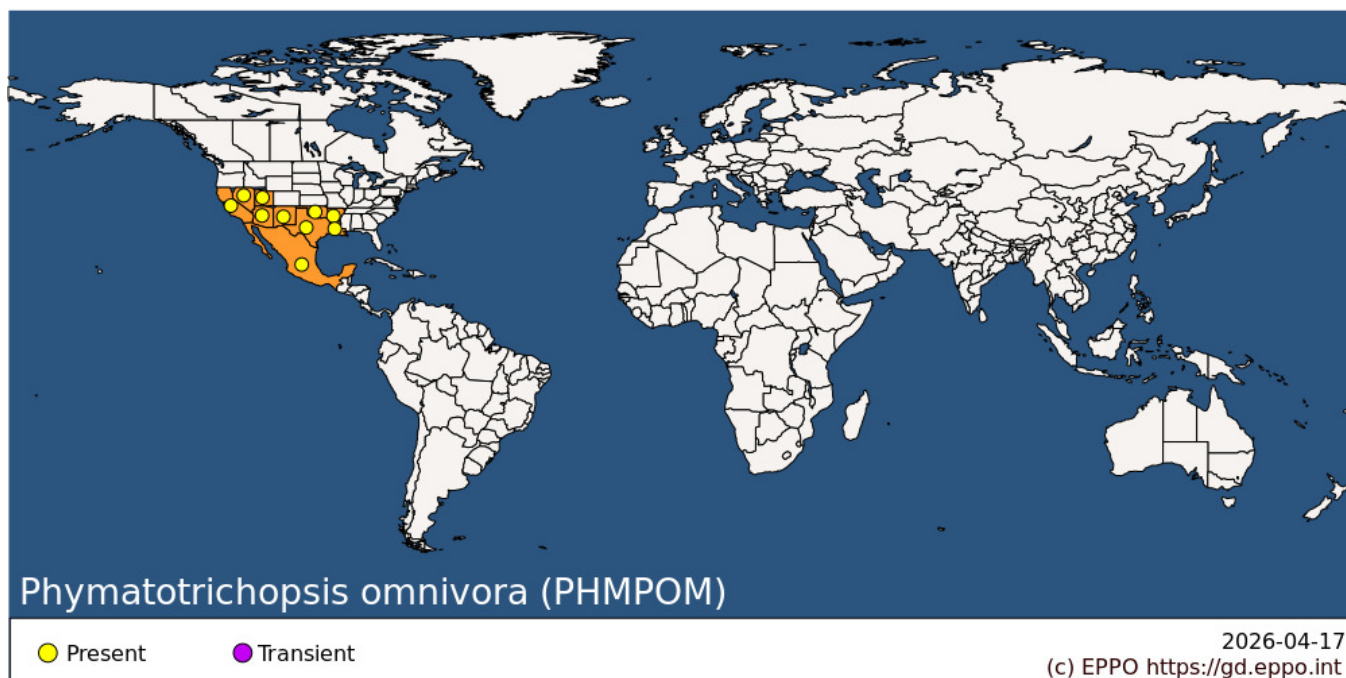 Phymatotrichopsis omnivora (PHMPOM)
Present
Transient
2026-04-17
(c) EPPO https://gd.eppo.int